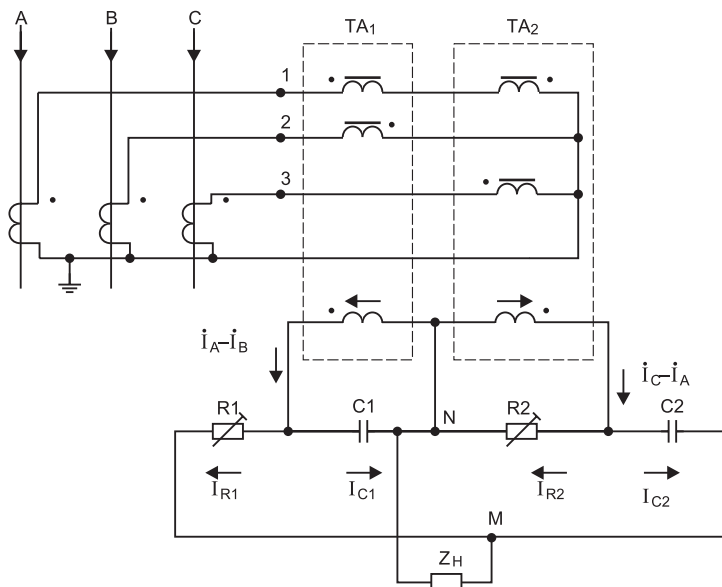 A B C TA₁ TA₂
1
2
3
İA–İB
İC–İA
R1 C1 N R2 C2
IR1 IC1 IR2 IC2
M
ZH